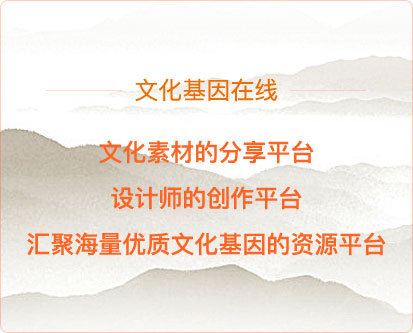 文化基因在线
文化素材的分享平台
设计师的创作平台
汇聚海量优质文化基因的资源平台